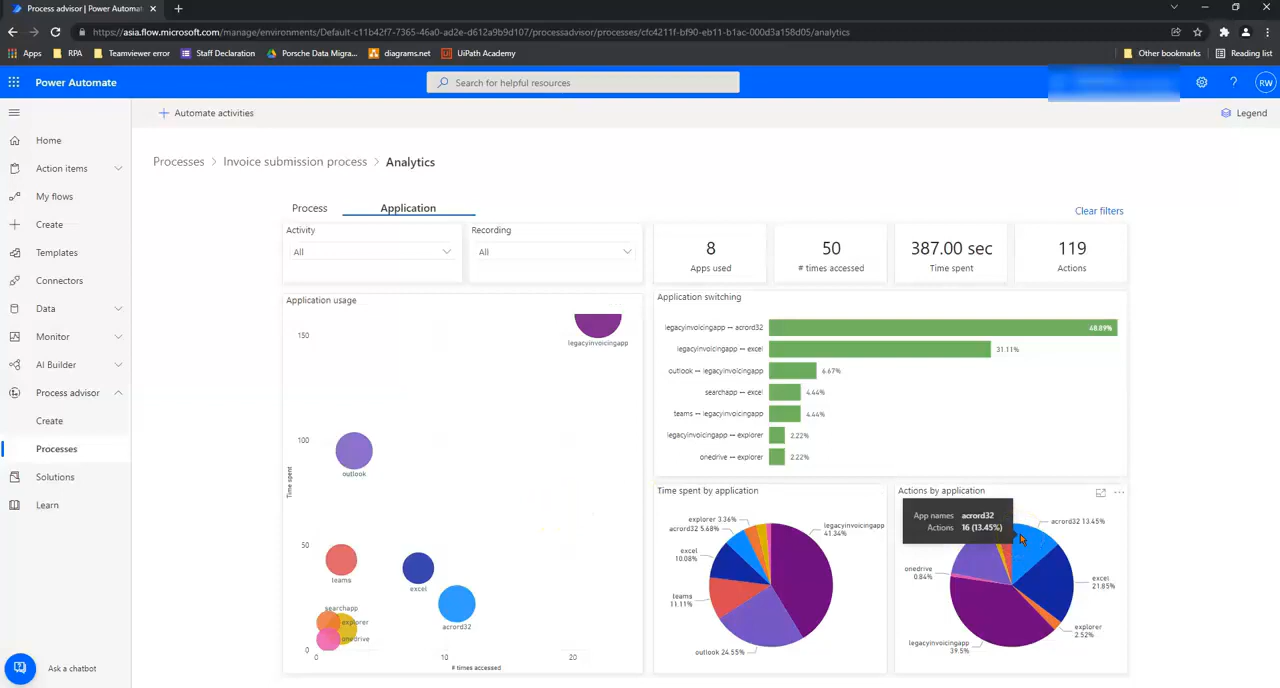 Process advisor | Power Automat
https://asia.flow.microsoft.com/manage/environments/Default-c11b42f7-7365-46a0-ad2e-d612a9b9d107/processadvisor/processes/cfc4211f-bf90-eb11-b1ac-000d3a158d05/analytics
Apps RPA Teamviewer error Staff Declaration Porsche Data Migra... diagrams.net UiPath Academy Other bookmarks Reading list
Power Automate Search for helpful resources ? RW
Automate activities Legend
Home
Action items
My flows
Create
Templates
Connectors
Data
Monitor
AI Builder
Process advisor
Create
Processes
Solutions
Learn
Ask a chatbot
Processes > Invoice submission process > Analytics
Process Application Clear filters
Activity
All
Recording
All
8
Apps used
50
# times accessed
387.00 sec
Time spent
119
Actions
Application usage
150
100
50
0
Time spent
legacyinvoicingapp
outlook
teams
excel
acrord32
searchapp
explorer
onedrive
0 10 20
# times accessed
Application switching
legacyinvoicingapp -- acrord32 48.89%
legacyinvoicingapp -- excel 31.11%
outlook -- legacyinvoicingapp 6.67%
searchapp -- excel 4.44%
teams -- legacyinvoicingapp 4.44%
legacyinvoicingapp -- explorer 2.22%
onedrive -- explorer 2.22%
Time spent by application
explorer 3.36%
acrord32 5.68%
excel
10.08%
teams
11.11%
outlook 24.55%
legacyinvoicingapp
41.34%
Actions by application
App names acrord32
Actions 16 (13.45%)
acrord32 13.45%
onedrive
0.84%
excel
21.85%
explorer
2.52%
legacyinvoicingapp
39.5%